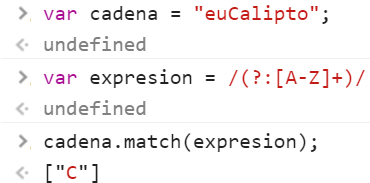 > var cadena = "euCalipto";
< undefined
> var expresion = /(?:[A-Z]+)/
< undefined
> cadena.match(expresion);
< ["C"]